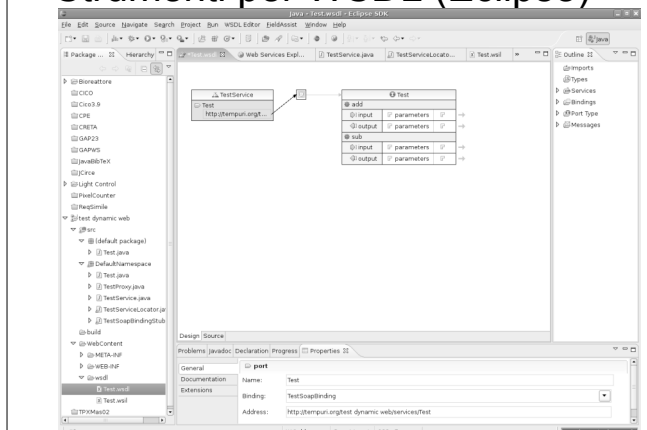 Strumenti per WSDL (Eclipse)
Java - Test.wsdl - Eclipse SDK
File Edit Source Navigate Search Project Run WSDL Editor FieldAssist Window Help
Java
Package ... Hierarchy
Bioreattore
CICO
Cico3.9
CPE
CRETA
GAP23
GAPWS
JavaBibTeX
JCirce
Light Control
PixelCounter
ReqSimile
test dynamic web
src
(default package)
Test.java
DefaultNamespace
Test.java
TestProxy.java
TestService.java
TestServiceLocator.jav
TestSoapBindingStub
build
WebContent
META-INF
WEB-INF
wsdl
Test.wsdl
Test.wsil
TPXMas02
Web Services Expl...
TestService.java
TestServiceLocato...
Test.wsil
TestService
Test
http://tempuri.org/t...
Test
add
input parameters
output parameters
sub
input parameters
output parameters
Design Source
Outline
Imports
Types
Services
Bindings
Port Type
Messages
Problems Javadoc Declaration Progress Properties
General
Documentation
Extensions
port
Name: Test
Binding: TestSoapBinding
Address: http://tempuri.org/test dynamic web/services/Test